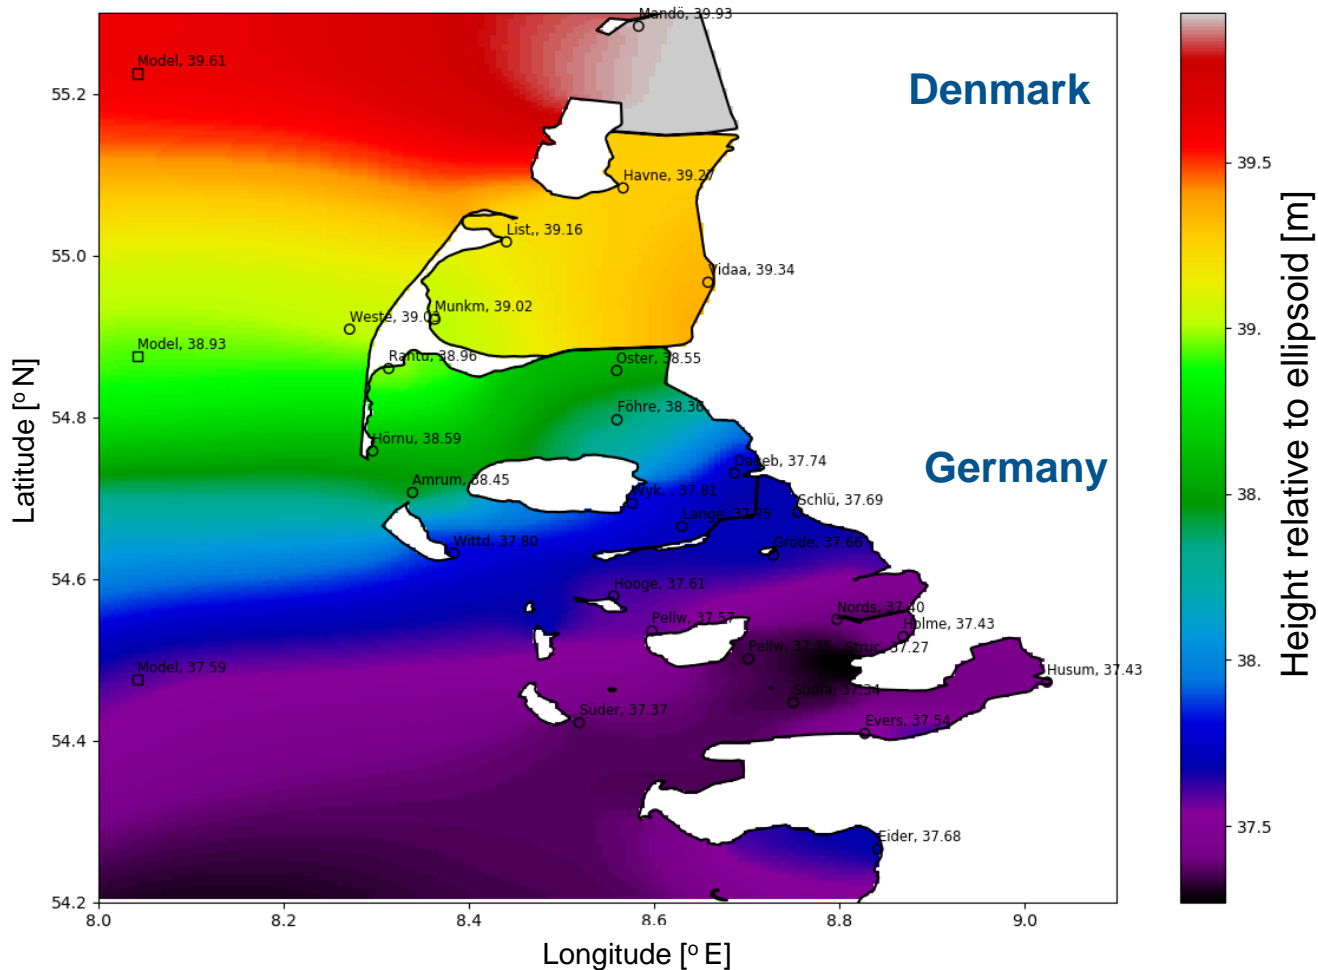 Mandö, 39.93
Model, 39.61
Denmark
55.2
39.5
Havne, 39.27
List,, 39.16
55.0
Vidaa, 39.34
Munkm, 39.02
Weste, 39.03
39.
Model, 38.93
Rantu, 38.96
Oster, 38.55
54.8
Föhre, 38.36
Hörnu, 38.59
Germany
Dageb, 37.74
Amrum, 38.45
Wyk, , 37.81
Schlü, 37.69
38.
Lange, 37.75
Wittd, 37.80
Gröde, 37.66
54.6
Hooge, 37.61
Nords, 37.40
Pellw, 37.57
Holme, 37.43
Pellw, 37.35
Struc, 37.27
38.
Model, 37.59
Husum, 37.43
Südfa, 37.34
Süder, 37.37
Evers, 37.54
54.4
Eider, 37.68
37.5
54.2
8.0
8.2
8.4
8.6
8.8
9.0
Longitude [o E]
Latitude [o N]
Height relative to ellipsoid [m]